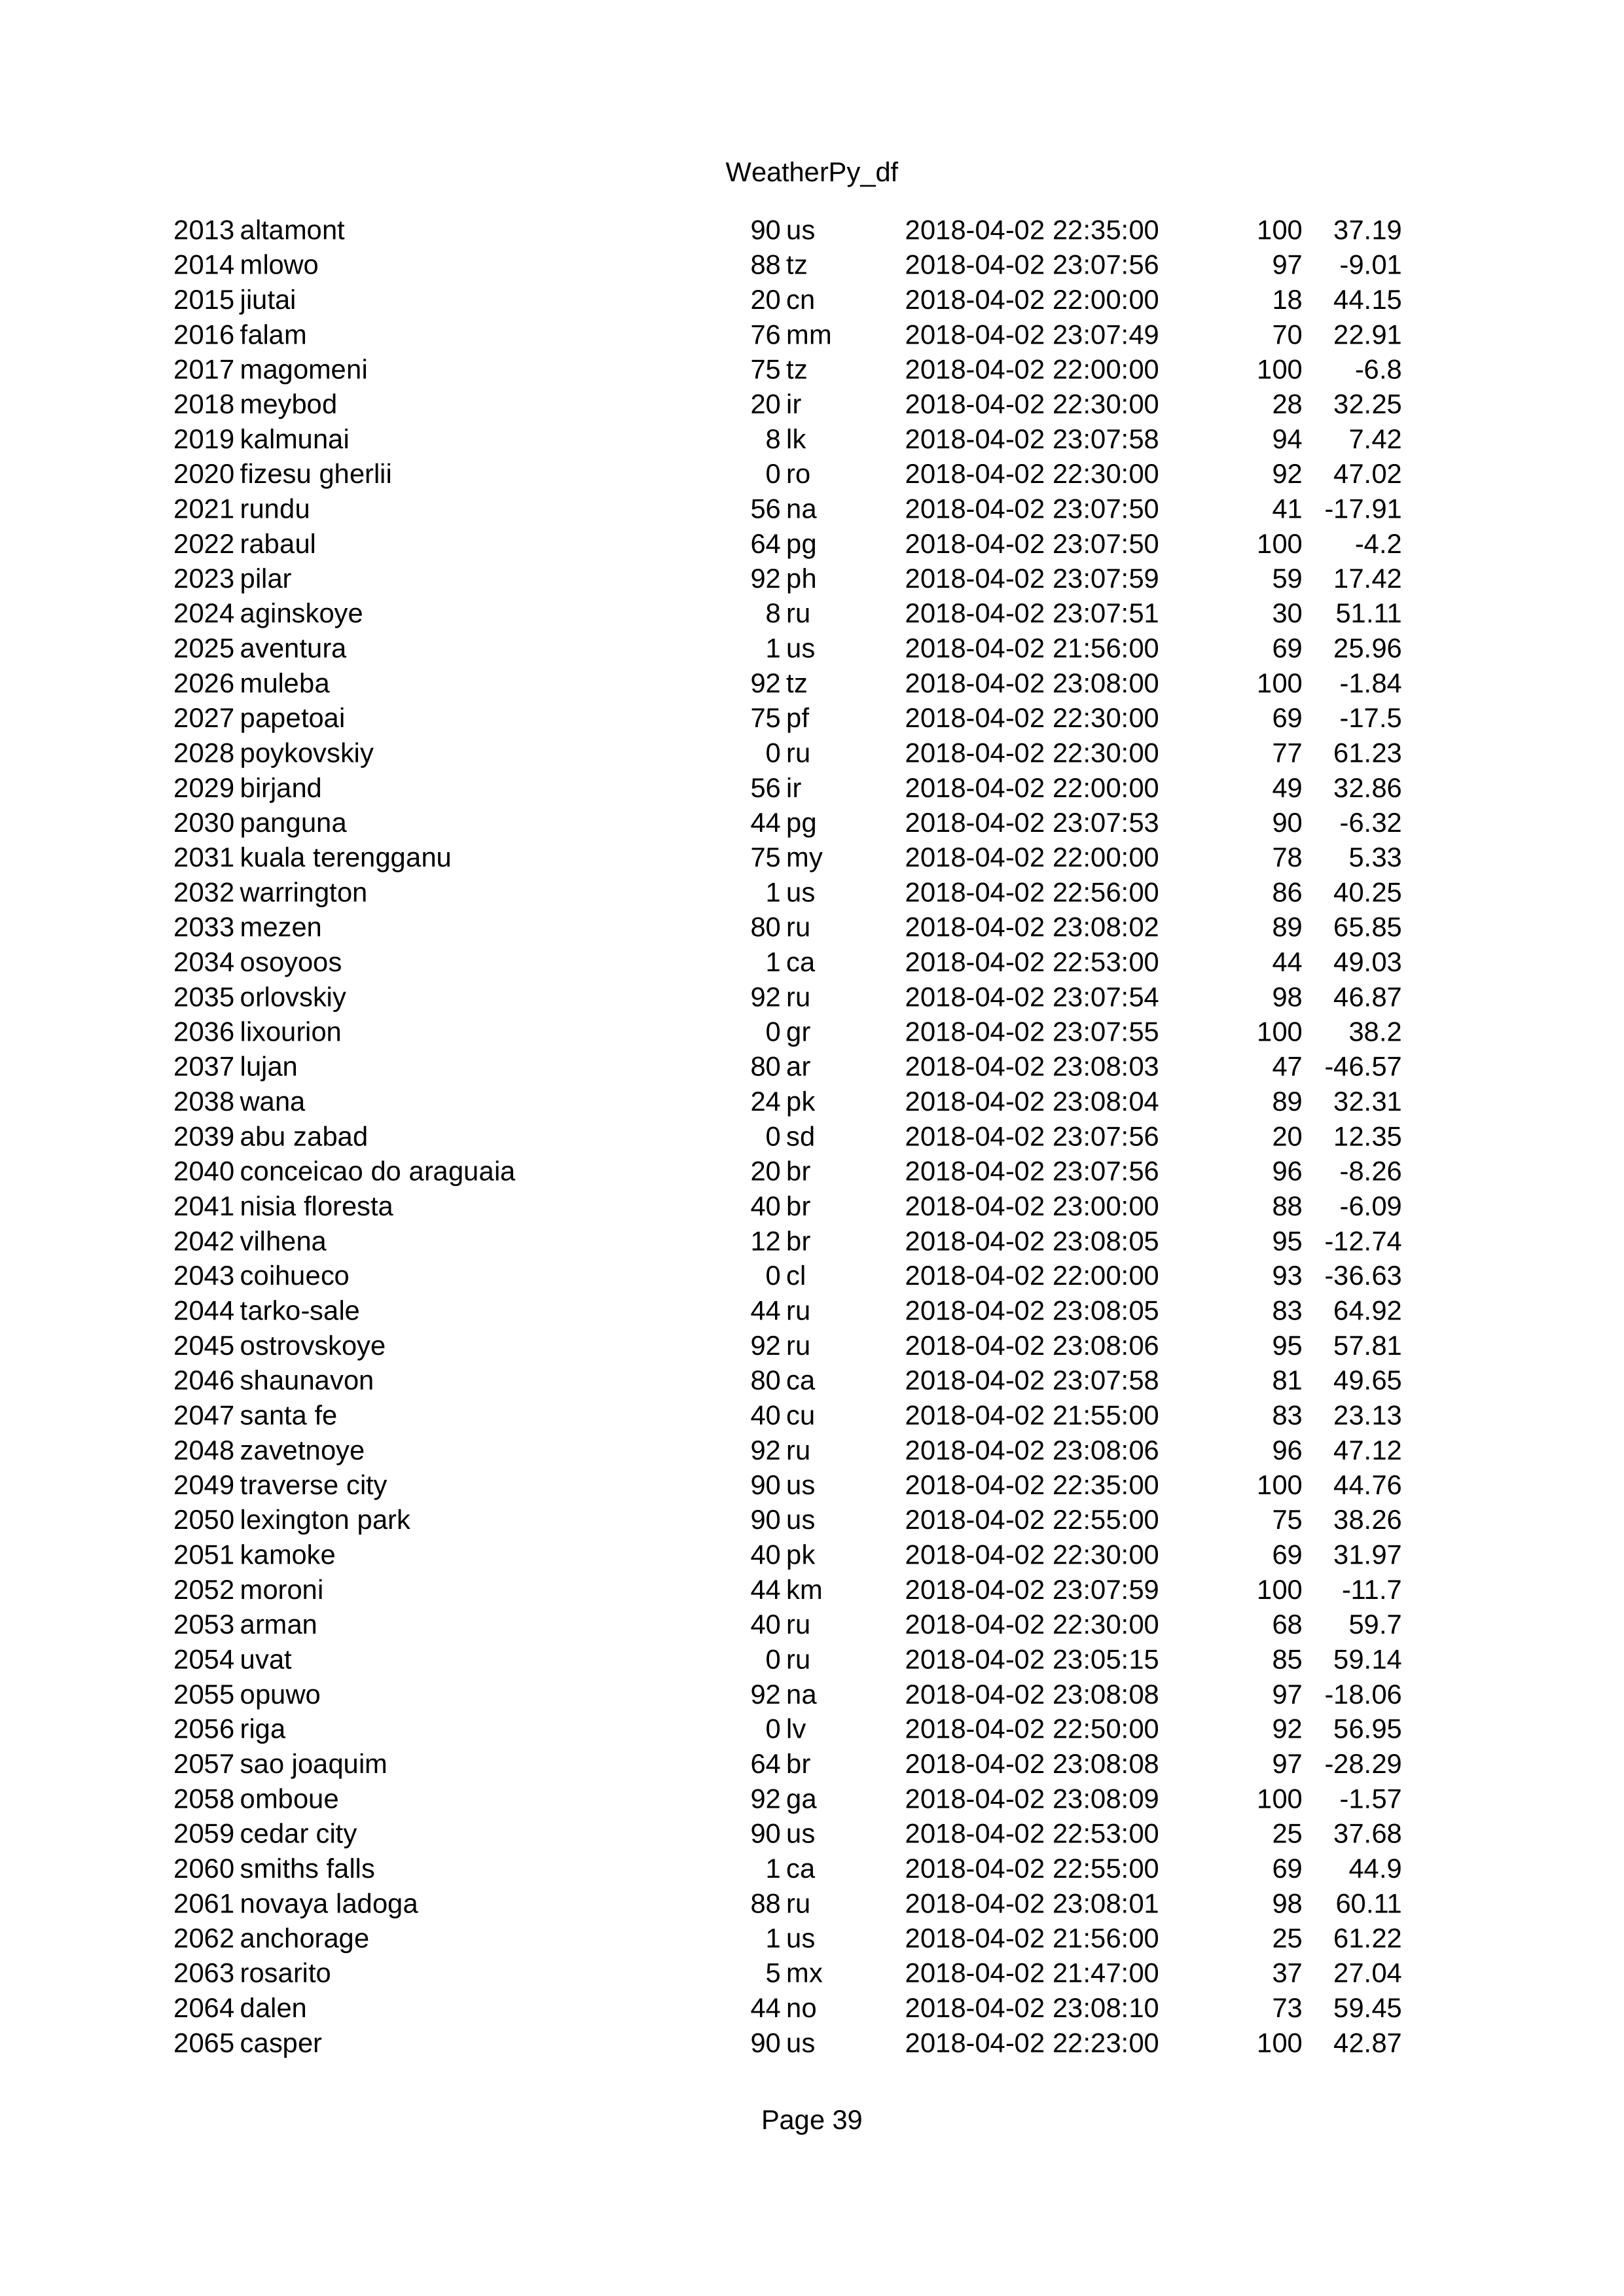 WeatherPy_df
2013 altamont 90 us 2018-04-02 22:35:00 100 37.19
2014 mlowo 88 tz 2018-04-02 23:07:56 97 -9.01
2015 jiutai 20 cn 2018-04-02 22:00:00 18 44.15
2016 falam 76 mm 2018-04-02 23:07:49 70 22.91
2017 magomeni 75 tz 2018-04-02 22:00:00 100 -6.8
2018 meybod 20 ir 2018-04-02 22:30:00 28 32.25
2019 kalmunai 8 lk 2018-04-02 23:07:58 94 7.42
2020 fizesu gherlii 0 ro 2018-04-02 22:30:00 92 47.02
2021 rundu 56 na 2018-04-02 23:07:50 41 -17.91
2022 rabaul 64 pg 2018-04-02 23:07:50 100 -4.2
2023 pilar 92 ph 2018-04-02 23:07:59 59 17.42
2024 aginskoye 8 ru 2018-04-02 23:07:51 30 51.11
2025 aventura 1 us 2018-04-02 21:56:00 69 25.96
2026 muleba 92 tz 2018-04-02 23:08:00 100 -1.84
2027 papetoai 75 pf 2018-04-02 22:30:00 69 -17.5
2028 poykovskiy 0 ru 2018-04-02 22:30:00 77 61.23
2029 birjand 56 ir 2018-04-02 22:00:00 49 32.86
2030 panguna 44 pg 2018-04-02 23:07:53 90 -6.32
2031 kuala terengganu 75 my 2018-04-02 22:00:00 78 5.33
2032 warrington 1 us 2018-04-02 22:56:00 86 40.25
2033 mezen 80 ru 2018-04-02 23:08:02 89 65.85
2034 osoyoos 1 ca 2018-04-02 22:53:00 44 49.03
2035 orlovskiy 92 ru 2018-04-02 23:07:54 98 46.87
2036 lixourion 0 gr 2018-04-02 23:07:55 100 38.2
2037 lujan 80 ar 2018-04-02 23:08:03 47 -46.57
2038 wana 24 pk 2018-04-02 23:08:04 89 32.31
2039 abu zabad 0 sd 2018-04-02 23:07:56 20 12.35
2040 conceicao do araguaia 20 br 2018-04-02 23:07:56 96 -8.26
2041 nisia floresta 40 br 2018-04-02 23:00:00 88 -6.09
2042 vilhena 12 br 2018-04-02 23:08:05 95 -12.74
2043 coihueco 0 cl 2018-04-02 22:00:00 93 -36.63
2044 tarko-sale 44 ru 2018-04-02 23:08:05 83 64.92
2045 ostrovskoye 92 ru 2018-04-02 23:08:06 95 57.81
2046 shaunavon 80 ca 2018-04-02 23:07:58 81 49.65
2047 santa fe 40 cu 2018-04-02 21:55:00 83 23.13
2048 zavetnoye 92 ru 2018-04-02 23:08:06 96 47.12
2049 traverse city 90 us 2018-04-02 22:35:00 100 44.76
2050 lexington park 90 us 2018-04-02 22:55:00 75 38.26
2051 kamoke 40 pk 2018-04-02 22:30:00 69 31.97
2052 moroni 44 km 2018-04-02 23:07:59 100 -11.7
2053 arman 40 ru 2018-04-02 22:30:00 68 59.7
2054 uvat 0 ru 2018-04-02 23:05:15 85 59.14
2055 opuwo 92 na 2018-04-02 23:08:08 97 -18.06
2056 riga 0 lv 2018-04-02 22:50:00 92 56.95
2057 sao joaquim 64 br 2018-04-02 23:08:08 97 -28.29
2058 omboue 92 ga 2018-04-02 23:08:09 100 -1.57
2059 cedar city 90 us 2018-04-02 22:53:00 25 37.68
2060 smiths falls 1 ca 2018-04-02 22:55:00 69 44.9
2061 novaya ladoga 88 ru 2018-04-02 23:08:01 98 60.11
2062 anchorage 1 us 2018-04-02 21:56:00 25 61.22
2063 rosarito 5 mx 2018-04-02 21:47:00 37 27.04
2064 dalen 44 no 2018-04-02 23:08:10 73 59.45
2065 casper 90 us 2018-04-02 22:23:00 100 42.87
Page 39